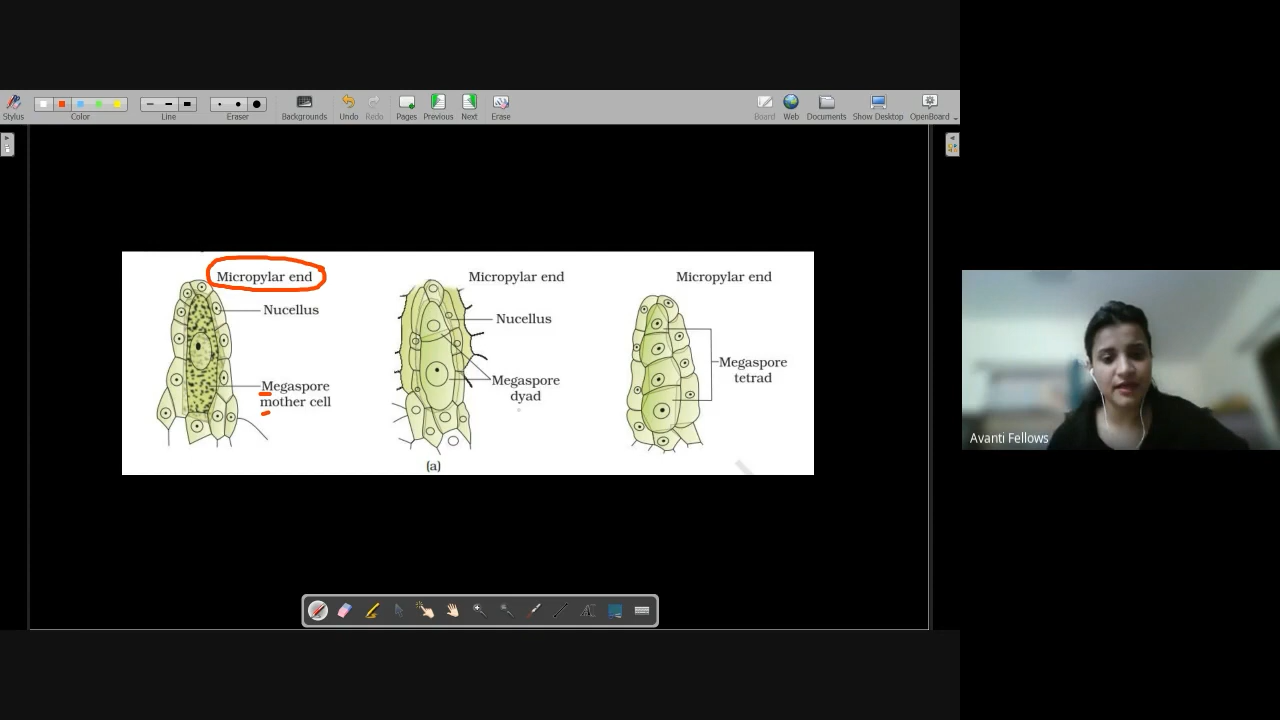 Stylus
Color
Line
Eraser
Backgrounds
Undo
Redo
Pages
Previous
Next
Erase
Board
Web
Documents
Show Desktop
OpenBoard
Micropylar end
Nucellus
Megaspore
mother cell
Micropylar end
Nucellus
Megaspore
dyad
(a)
Micropylar end
Megaspore
tetrad
Avanti Fellows